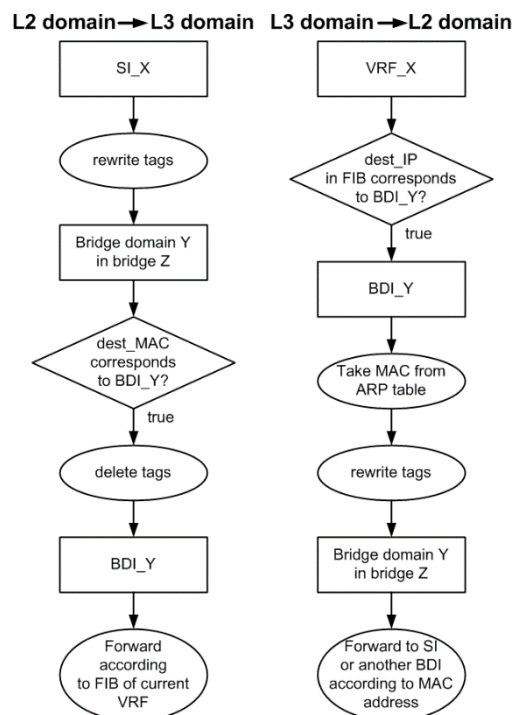 L2 domain → L3 domain
SI_X
rewrite tags
Bridge domain Y
in bridge Z
dest_MAC
corresponds
to BDI_Y?
true
delete tags
BDI_Y
Forward
according
to FIB of current
VRF
L3 domain → L2 domain
VRF_X
dest_IP
in FIB corresponds
to BDI_Y?
true
BDI_Y
Take MAC from
ARP table
rewrite tags
Bridge domain Y
in bridge Z
Forward to SI
or another BDI
according to MAC
address